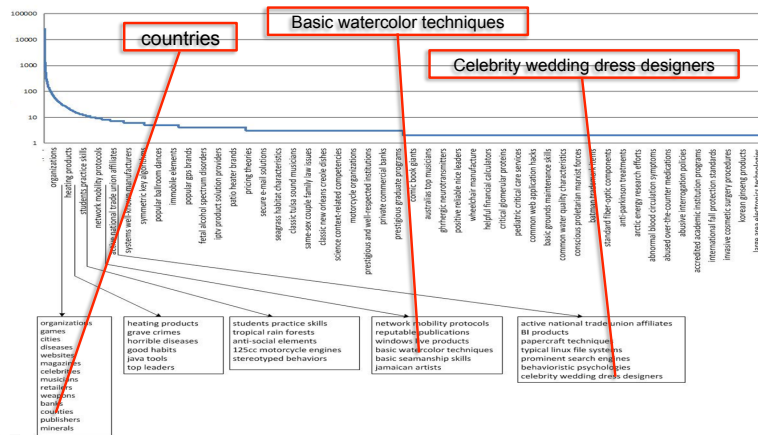 Basic watercolor techniques
countries
Celebrity wedding dress designers
100000
10000
1000
100
10
1
organizations
heating products
students practice skills
network mobility protocols
active national trade union affiliates
systems well-known manufacturers
symmetric key algorithms
popular ballroom dances
immobile elements
popular gps brands
fetal alcohol spectrum disorders
iptv product solution providers
patio heater brands
pricing theories
secure e-mail solutions
seagrass habitat characteristics
classic tuba sound musicians
same-sex couple family law issues
classic new orleans creole dishes
science context-related competencies
motorcycle organizations
prestigious and well-expected institutions
private commercial banks
prestigious graduate programs
comic book giants
australias top musicians
ghrhergic neurotransmitters
positive reliable nice leaders
wheelchair manufacture
helpful financial calculators
critical glomerular proteins
pediatric critical care services
common web application hacks
basic grounds maintenance skills
common water quality characteristics
conscious proletarian marxist forces
batman trademark items
standard fiber-optic components
anti-parkinson treatments
arctic energy research efforts
abnormal blood circulation symptoms
abused over-the-counter medications
abusive interrogation policies
accredited academic institution programs
international fall protection standards
invasive cosmetic surgery procedures
korean ginseng products
organizations
games
cities
diseases
websites
magazines
celebrities
musicians
retailers
weapons
banks
counties
publishers
minerals
heating products
grave crimes
horrible diseases
good habits
java tools
top leaders
students practice skills
tropical rain forests
anti-social elements
125cc motorcycle engines
stereotyped behaviors
network mobility protocols
reputable publications
windows live products
basic watercolor techniques
basic seamanship skills
jamaican artists
active national trade union affiliates
BI products
papercraft techniques
typical linux file systems
prominent search engines
behavioristic psychologies
celebrity wedding dress designers